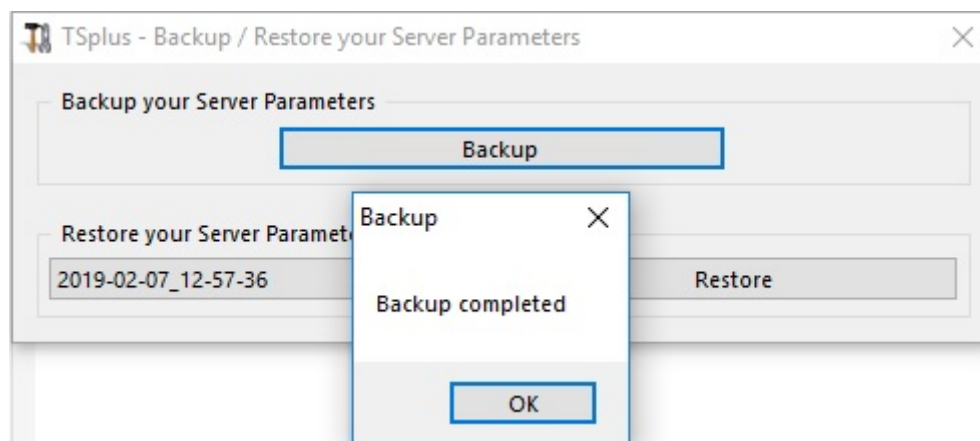 TSplus - Backup / Restore your Server Parameters
Backup your Server Parameters
Backup
Backup
Restore your Server
2019-02-07_12-57-36
Restore
Backup completed
OK